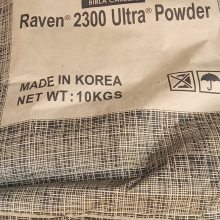 BIRLA CARBON
Raven® 2300 Ultra® Powder
MADE IN KOREA
NET WT: 10KGS